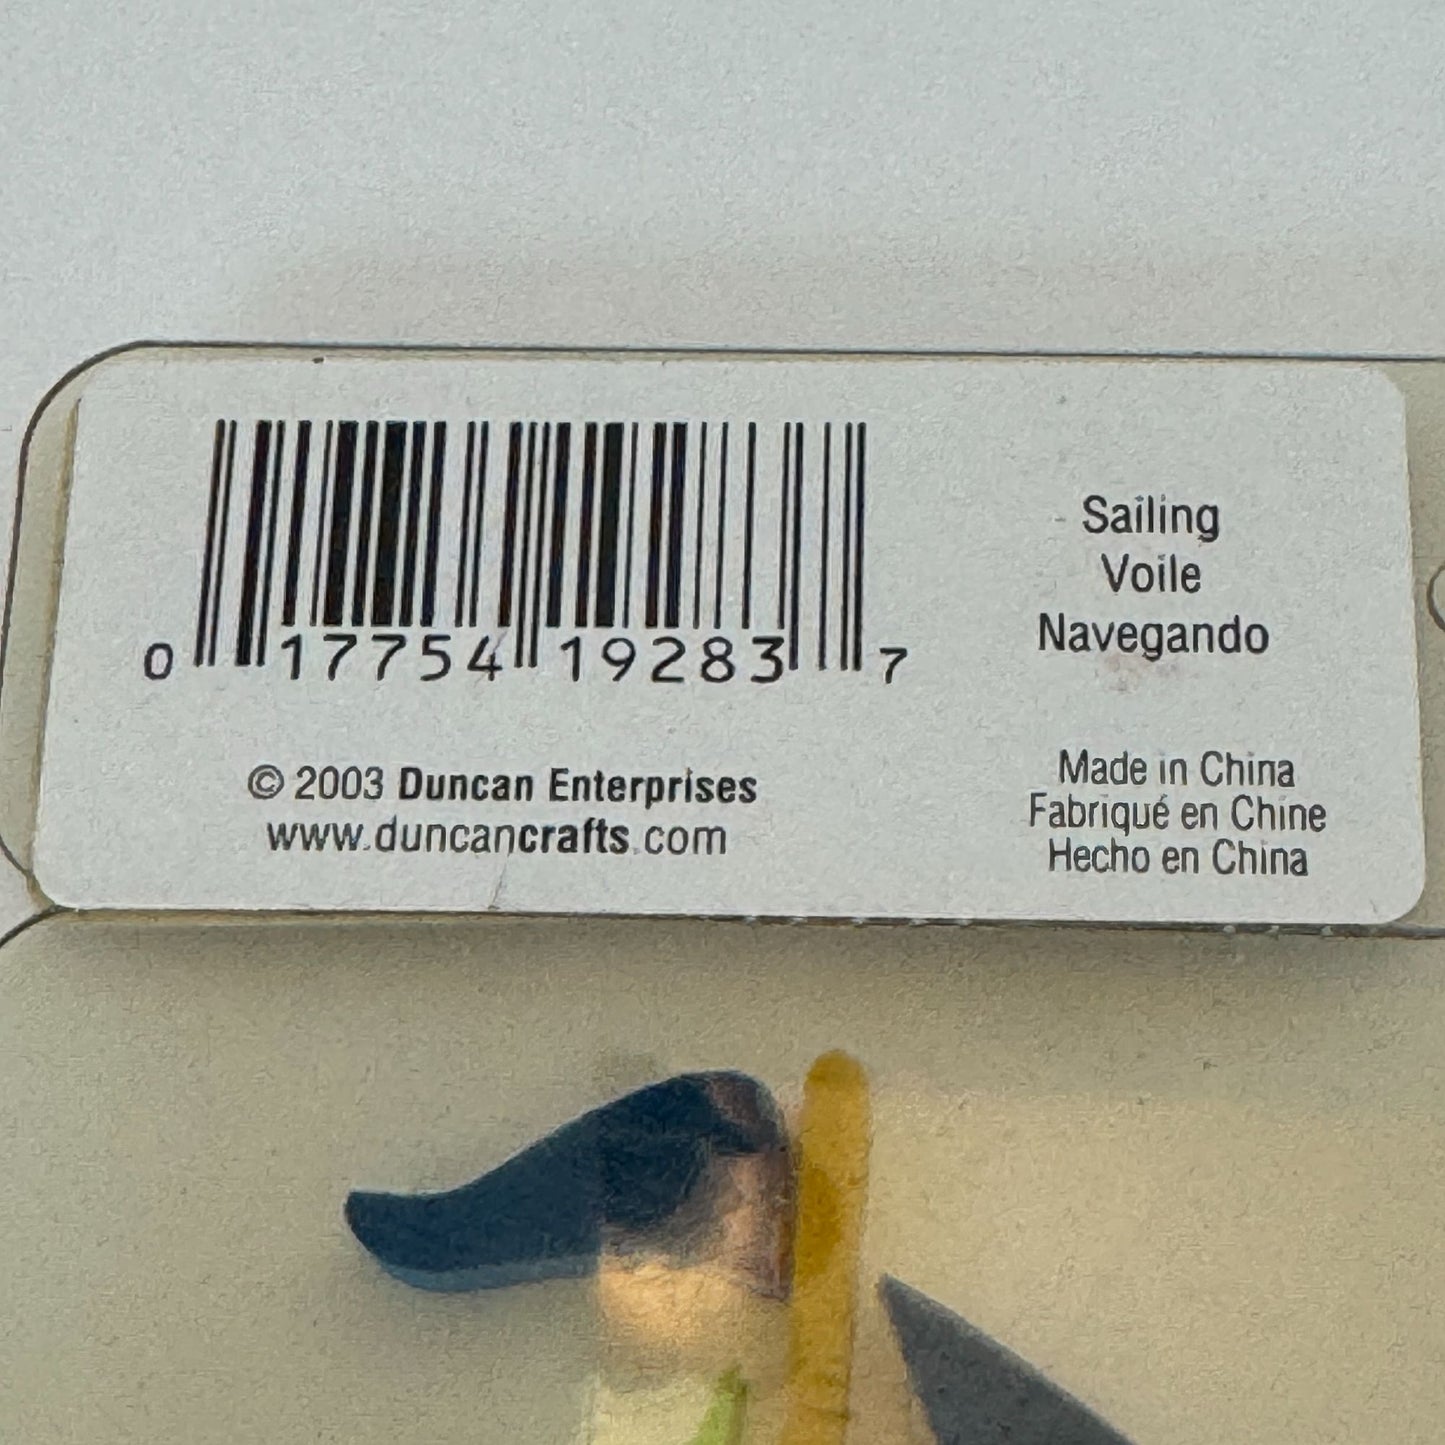 0 17754 19283 7
© 2003 Duncan Enterprises
www.duncancrafts.com
Sailing
Voile
Navegando
Made in China
Fabriqué en Chine
Hecho en China